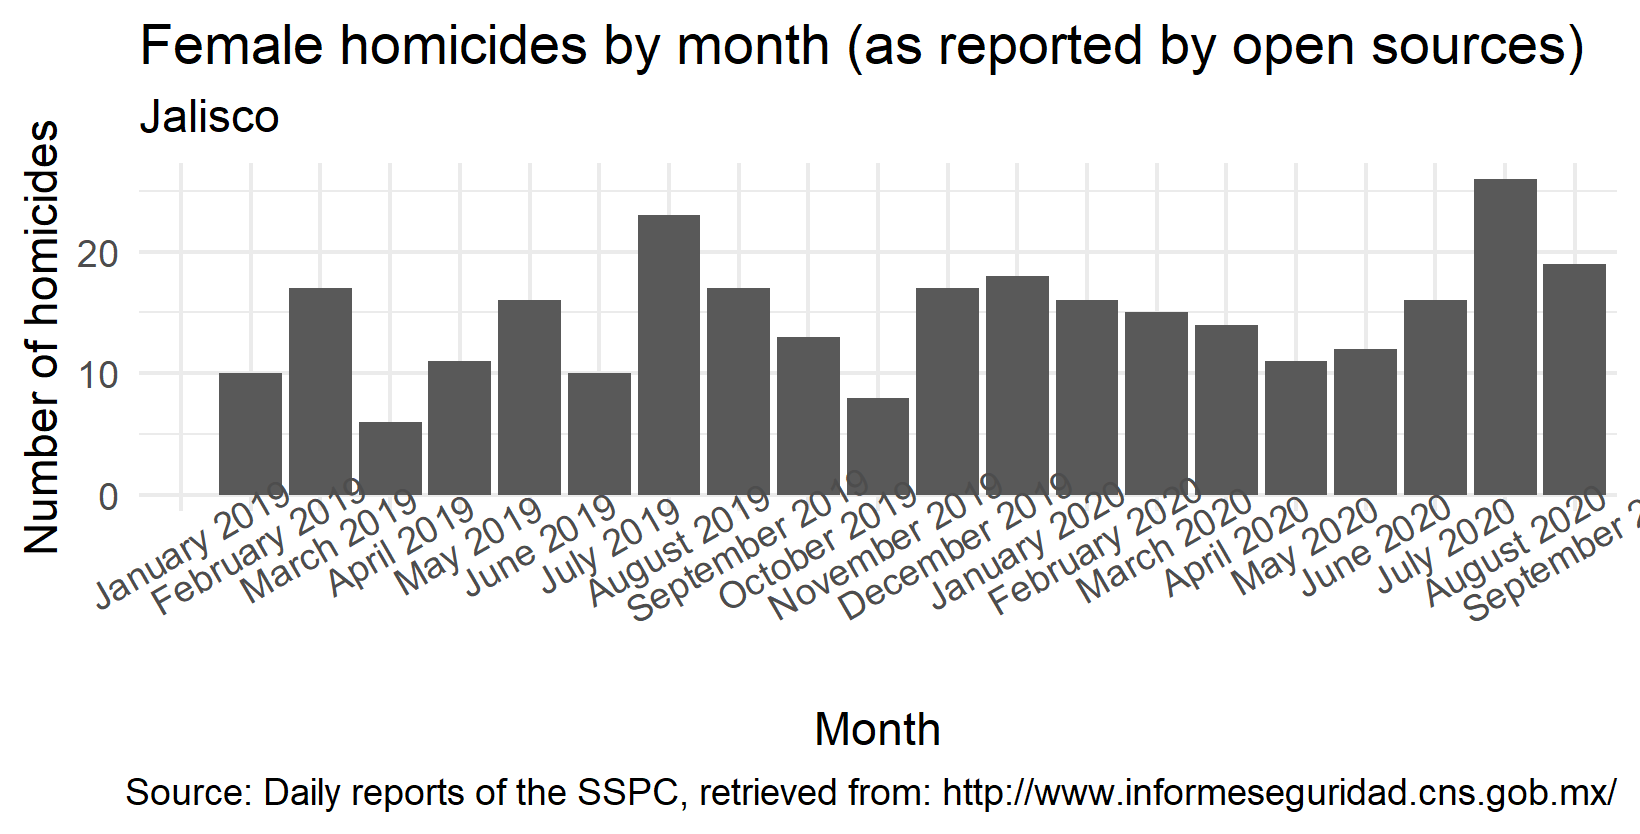 Female homicides by month (as reported by open sources)
Jalisco
Number of homicides
20
10
0
January 2019
February 2019
March 2019
April 2019
May 2019
June 2019
July 2019
August 2019
September 2019
October 2019
November 2019
December 2019
January 2020
February 2020
March 2020
April 2020
May 2020
June 2020
July 2020
August 2020
September 2
Month
Source: Daily reports of the SSPC, retrieved from: http://www.informeseguridad.cns.gob.mx/